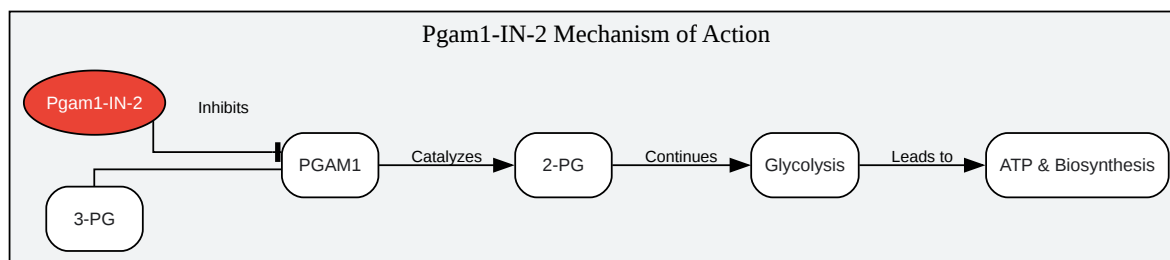 Pgam1-IN-2 Mechanism of Action
Pgam1-IN-2
Inhibits
3-PG
PGAM1
Catalyzes
2-PG
Continues
Glycolysis
Leads to
ATP & Biosynthesis